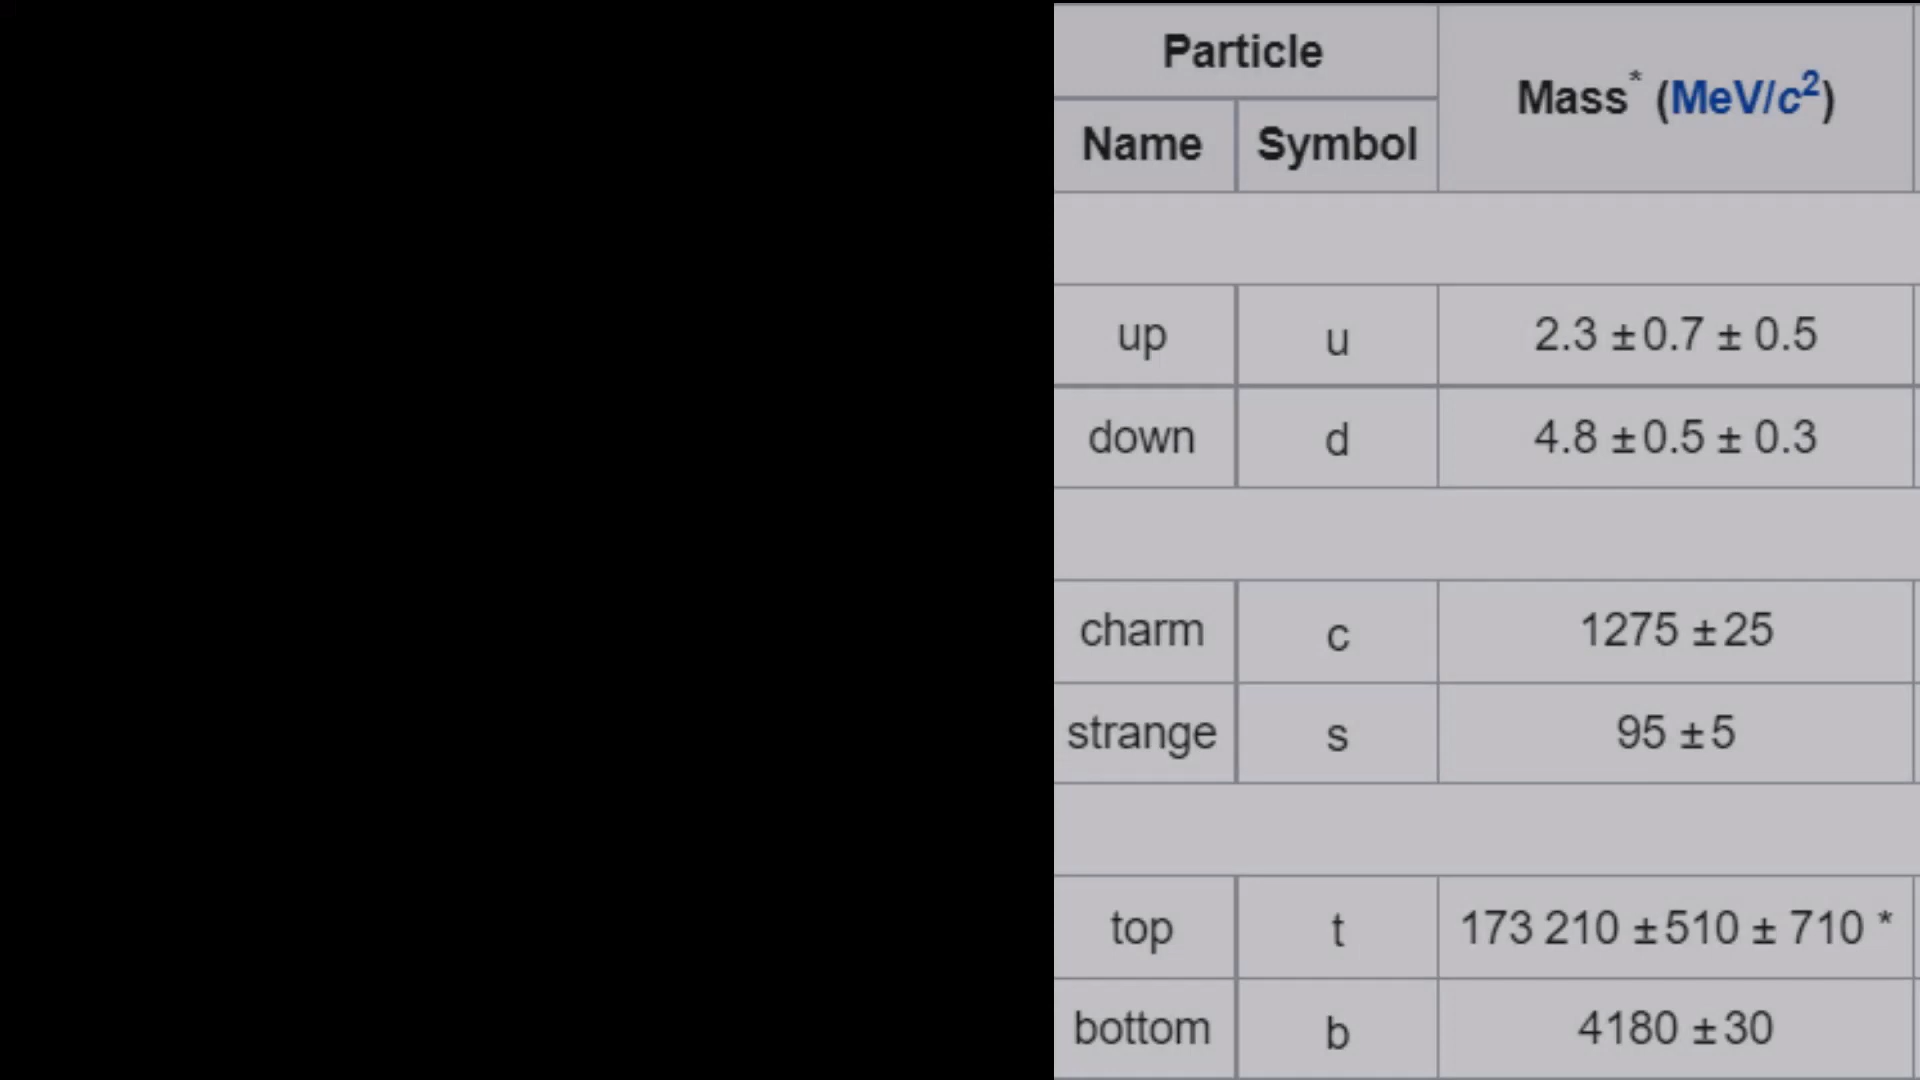 Particle
Mass* (MeV/c²)
Name Symbol
up u 2.3 ±0.7 ± 0.5
down d 4.8 ±0.5 ± 0.3
charm c 1275 ±25
strange s 95 ±5
top t 173 210 ±510 ± 710 *
bottom b 4180 ±30